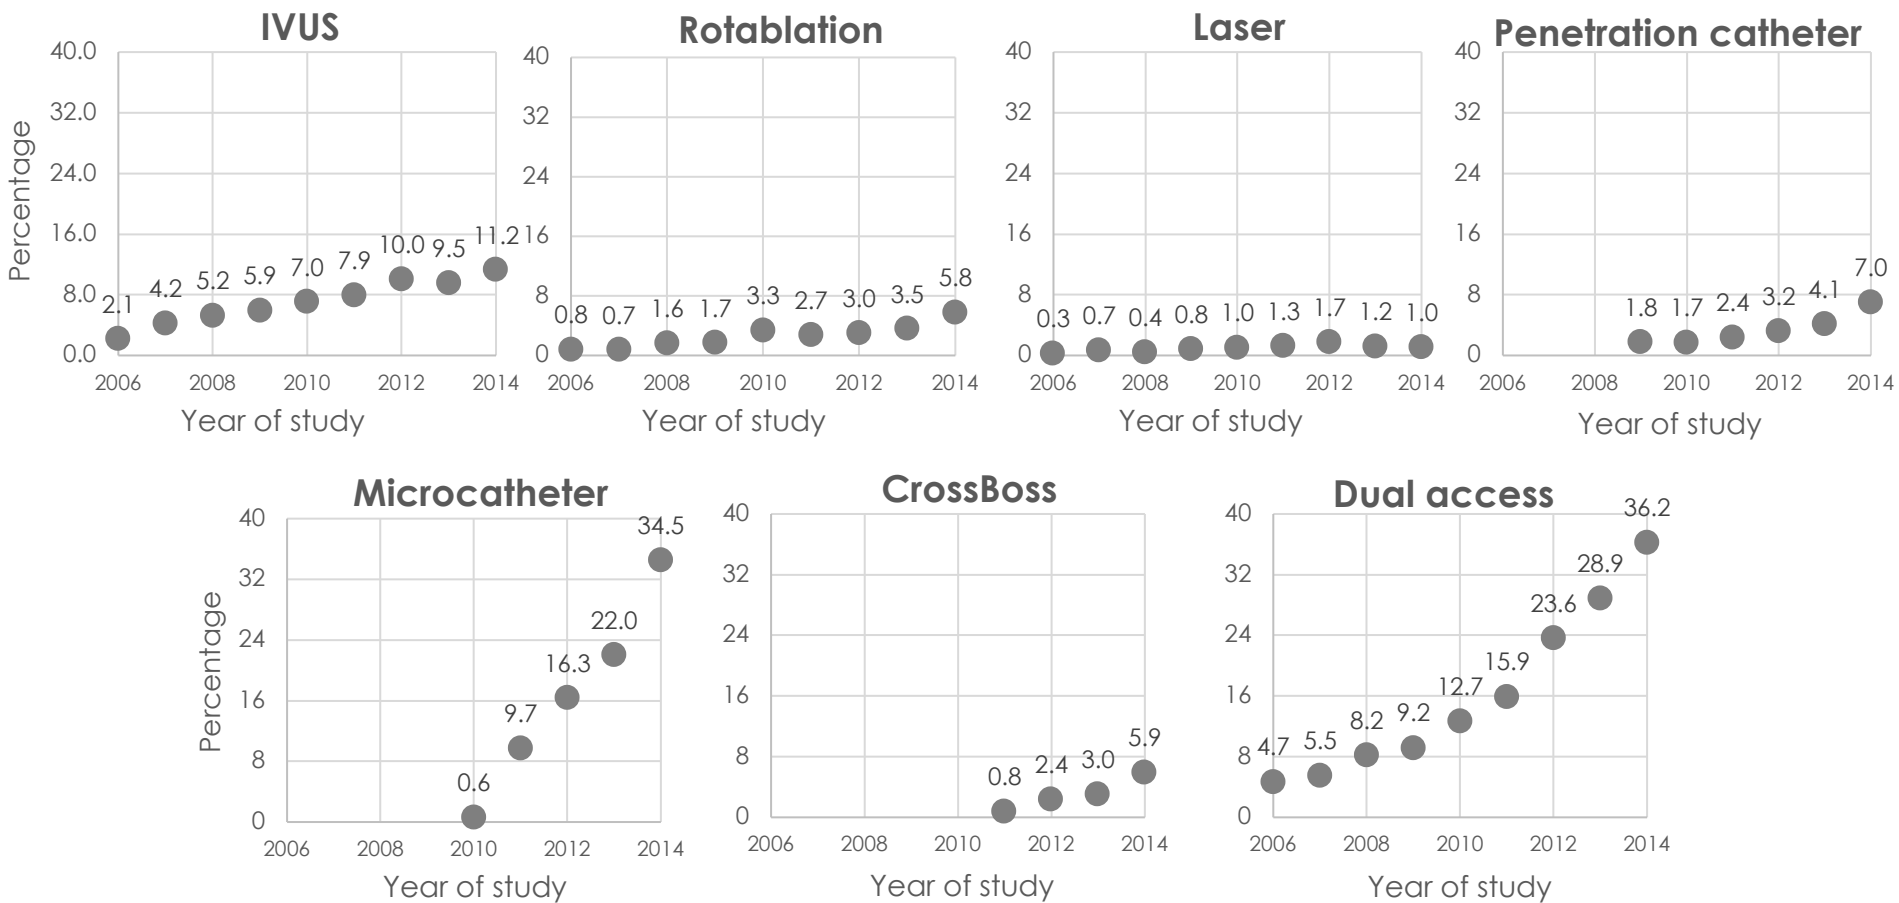 IVUS
Percentage
40.0
32.0
24.0
16.0
8.0
0.0
2.1 4.2 5.2 5.9 7.0 7.9 10.0 9.5 11.2
2006 2008 2010 2012 2014
Year of study
Rotablation
40
32
24
16
8
0
0.8 0.7 1.6 1.7 3.3 2.7 3.0 3.5 5.8
2006 2008 2010 2012 2014
Year of study
Laser
40
32
24
16
8
0
0.3 0.7 0.4 0.8 1.0 1.3 1.7 1.2 1.0
2006 2008 2010 2012 2014
Year of study
Penetration catheter
40
32
24
16
8
0
1.8 1.7 2.4 3.2 4.1 7.0
2006 2008 2010 2012 2014
Year of study
Microcatheter
Percentage
40
32
24
16
8
0
0.6 9.7 16.3 22.0 34.5
2006 2008 2010 2012 2014
Year of study
CrossBoss
40
32
24
16
8
0
0.8 2.4 3.0 5.9
2006 2008 2010 2012 2014
Year of study
Dual access
40
32
24
16
8
0
4.7 5.5 8.2 9.2 12.7 15.9 23.6 28.9 36.2
2006 2008 2010 2012 2014
Year of study